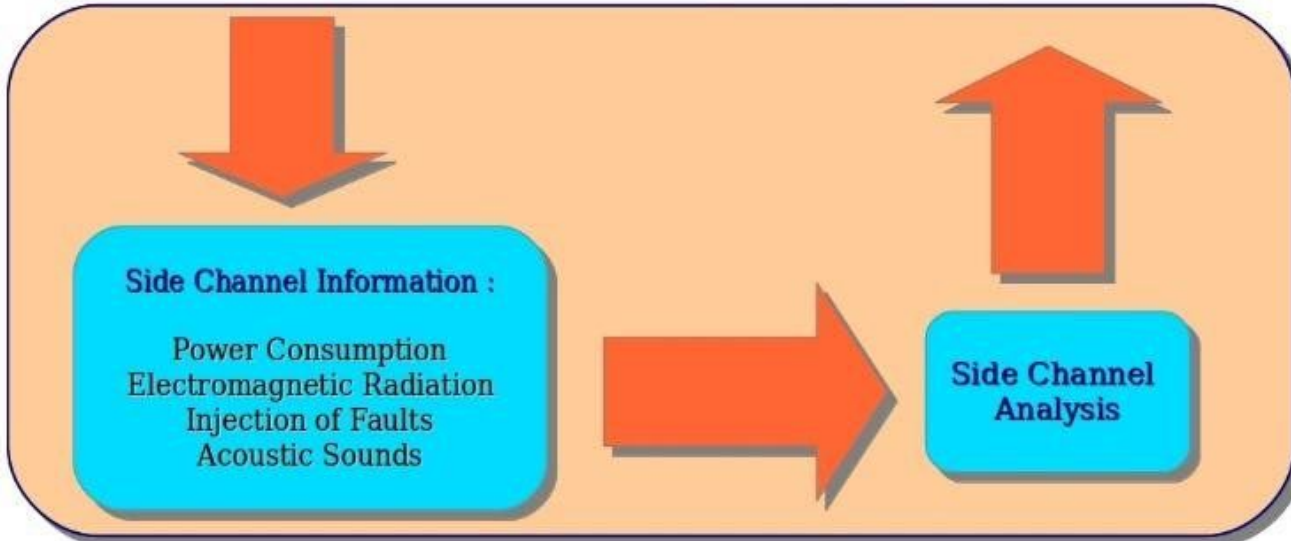 Side Channel Information :
Power Consumption
Electromagnetic Radiation
Injection of Faults
Acoustic Sounds
Side Channel
Analysis